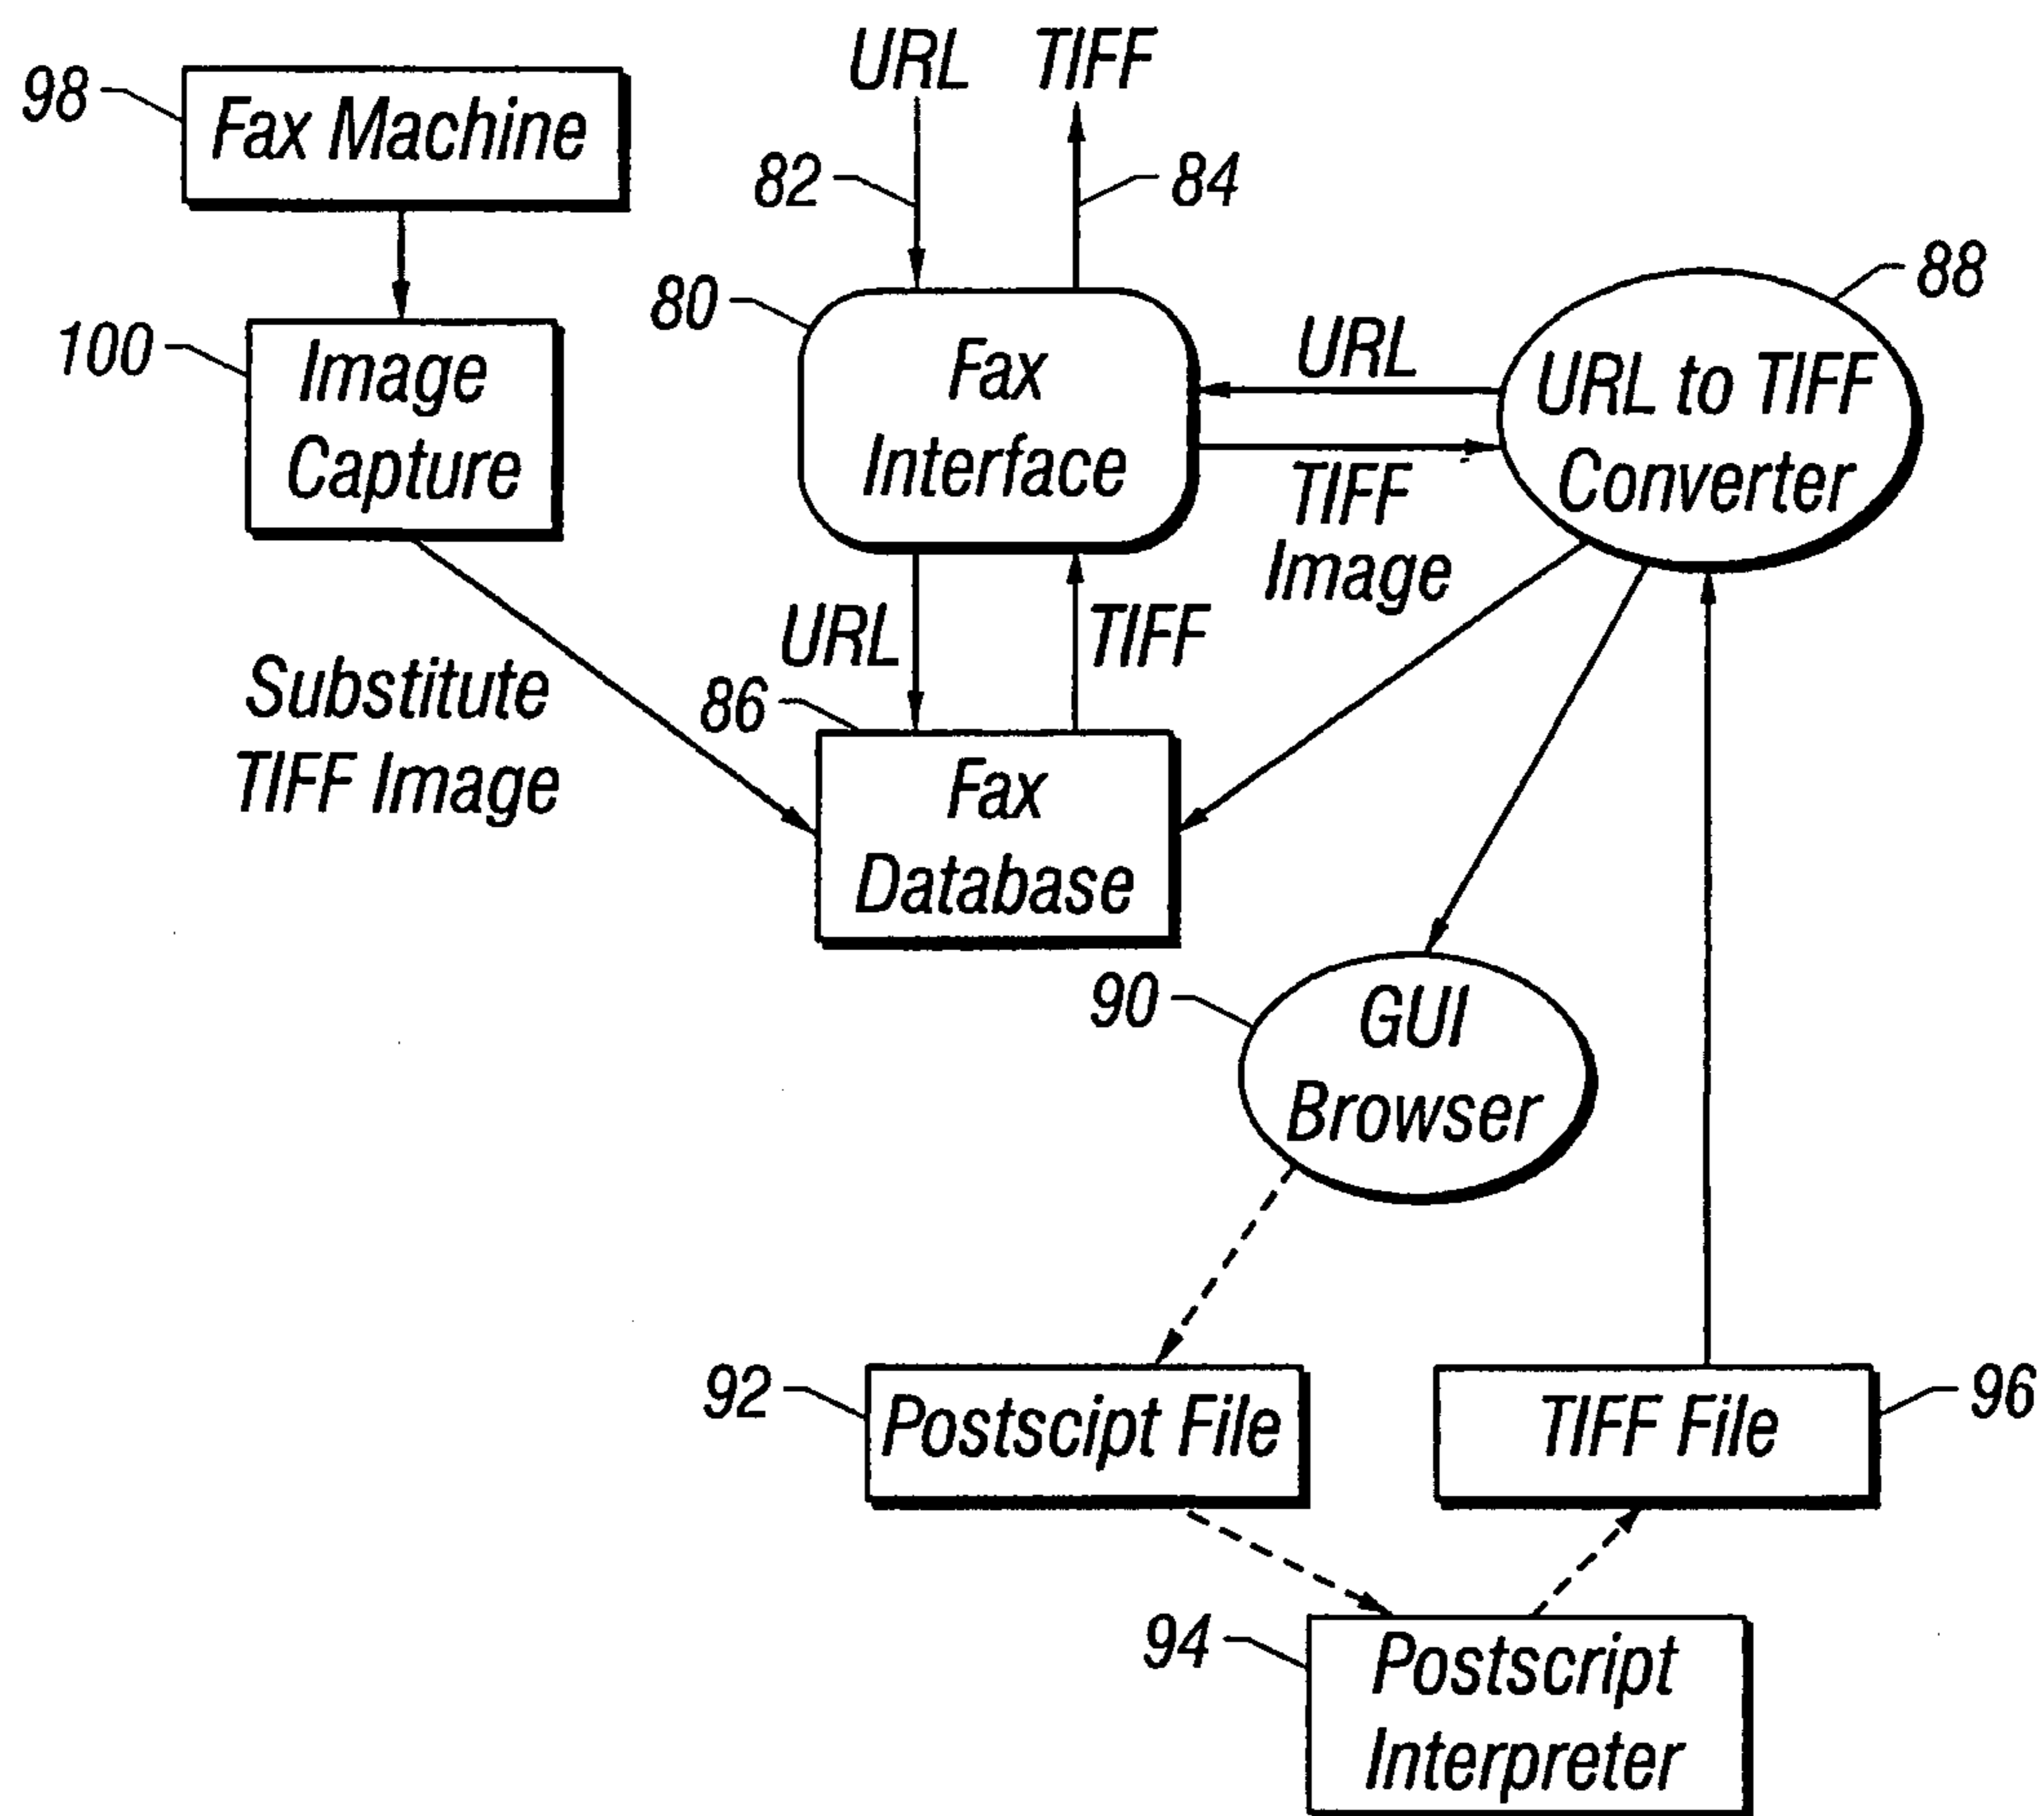 URL TIFF
98
Fax Machine
82
84
80
88
100
Image
Capture
Fax
Interface
URL
URL to TIFF
Converter
TIFF
Image
URL
TIFF
Substitute
TIFF Image
86
Fax
Database
90
GUI
Browser
92
Postscipt File
TIFF File
96
94
Postscript
Interpreter